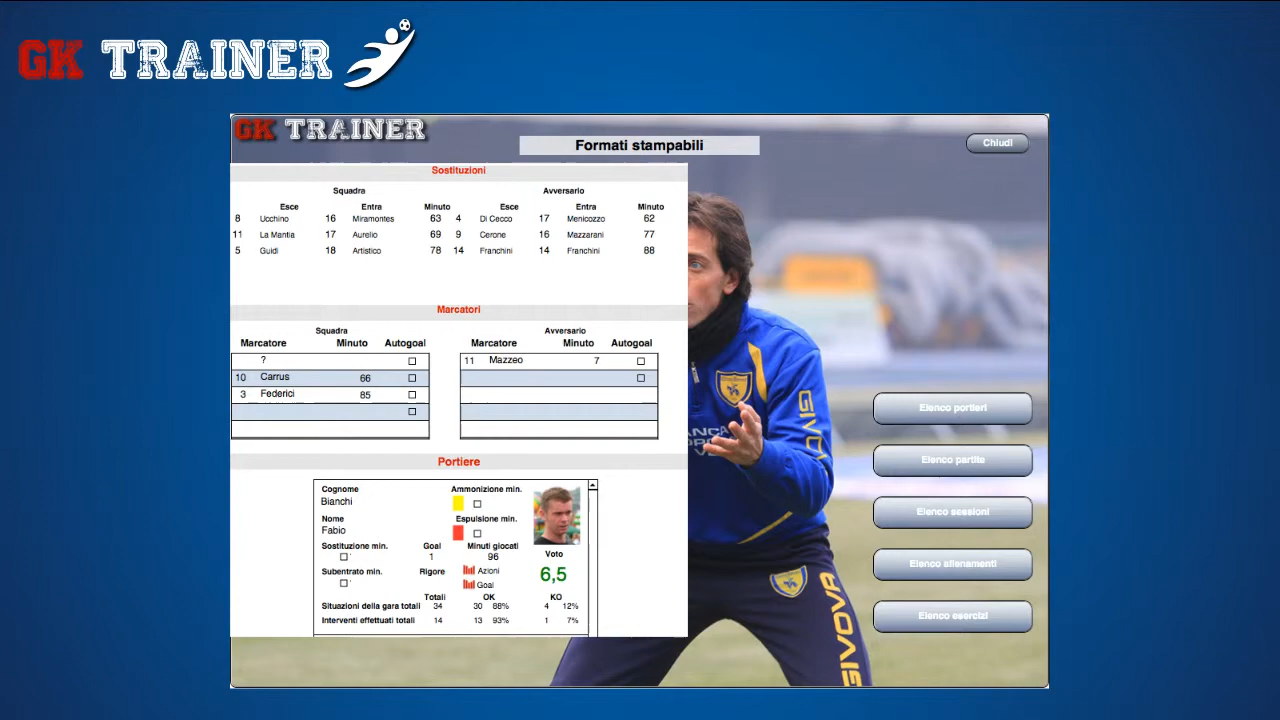 GK TRAINER
GK TRAINER
Formati stampabili
Chiudi
Sostituzioni
Squadra Avversario
Esce Entra Minuto Esce Entra Minuto
8 Ucchino 16 Miramontes 63 4 Di Cecco 17 Menicozzo 62
11 La Mantia 17 Aurelio 69 9 Cerone 16 Mazzarani 77
5 Guidi 18 Artistico 78 14 Franchini 14 Franchini 88
Marcatori
Squadra Avversario
Marcatore Minuto Autogoal Marcatore Minuto Autogoal
? 11 Mazzeo 7
10 Carrus 66
3 Federici 85
Portiere
Cognome Ammonizione min.
Bianchi
Nome Espulsione min.
Fabio
Sostituzione min. Goal Minuti giocati
1 96
Voto
Subentrato min. Rigore Azioni
6,5
Goal
Totali OK KO
Situazioni della gara totali 34 30 88% 4 12%
Interventi effettuati totali 14 13 93% 1 7%
Elenco portieri
Elenco partite
Elenco sessioni
Elenco allenamenti
Elenco esercizi
GIVOVA